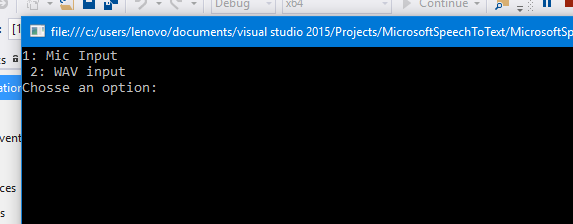 Debug
x64
Continue
file:///c:/users/lenovo/documents/visual studio 2015/Projects/MicrosoftSpeechToText/MicrosoftSp
1: Mic Input
 2: WAV input
Chosse an option: